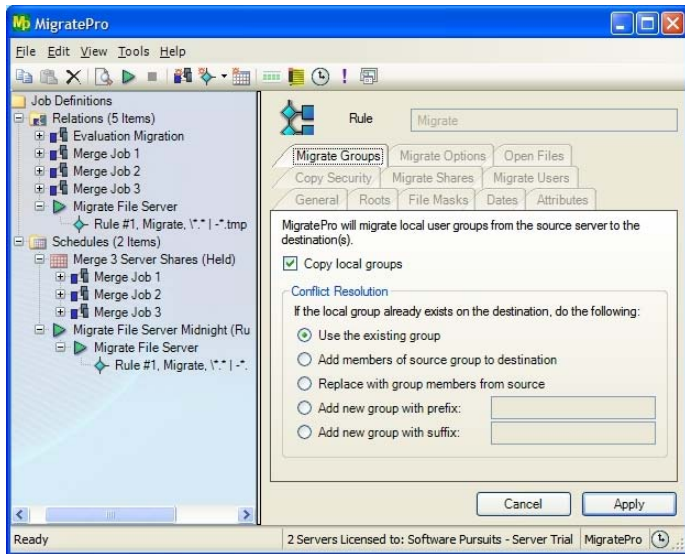 MigratePro
File Edit View Tools Help
Job Definitions
Relations (5 Items)
Evaluation Migration
Merge Job 1
Merge Job 2
Merge Job 3
Migrate File Server
Rule #1, Migrate, \*.* | -*.tmp
Schedules (2 Items)
Merge 3 Server Shares (Held)
Merge Job 1
Merge Job 2
Merge Job 3
Migrate File Server Midnight (Ru
Migrate File Server
Rule #1, Migrate, \*.* | -*.
Rule Migrate
Migrate Groups Migrate Options Open Files
Copy Security Migrate Shares Migrate Users
General Roots File Masks Dates Attributes
MigratePro will migrate local user groups from the source server to the
destination(s).
Copy local groups
Conflict Resolution
If the local group already exists on the destination, do the following:
Use the existing group
Add members of source group to destination
Replace with group members from source
Add new group with prefix:
Add new group with suffix:
Cancel Apply
Ready 2 Servers Licensed to: Software Pursuits - Server Trial MigratePro